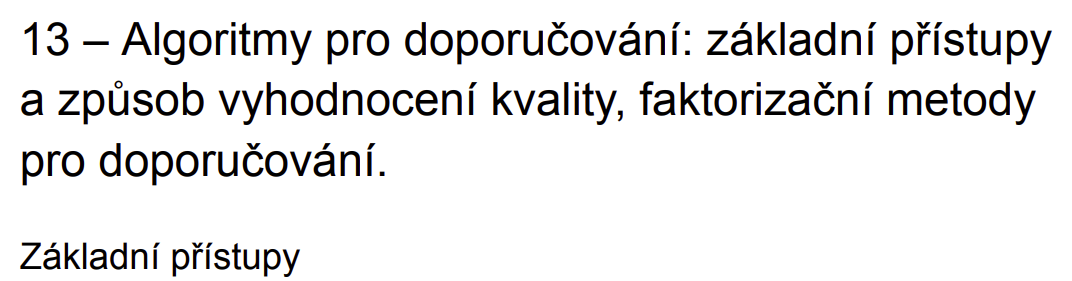 13 – Algoritmy pro doporučování: základní přístupy
a způsob vyhodnocení kvality, faktorizační metody
pro doporučování.
Základní přístupy